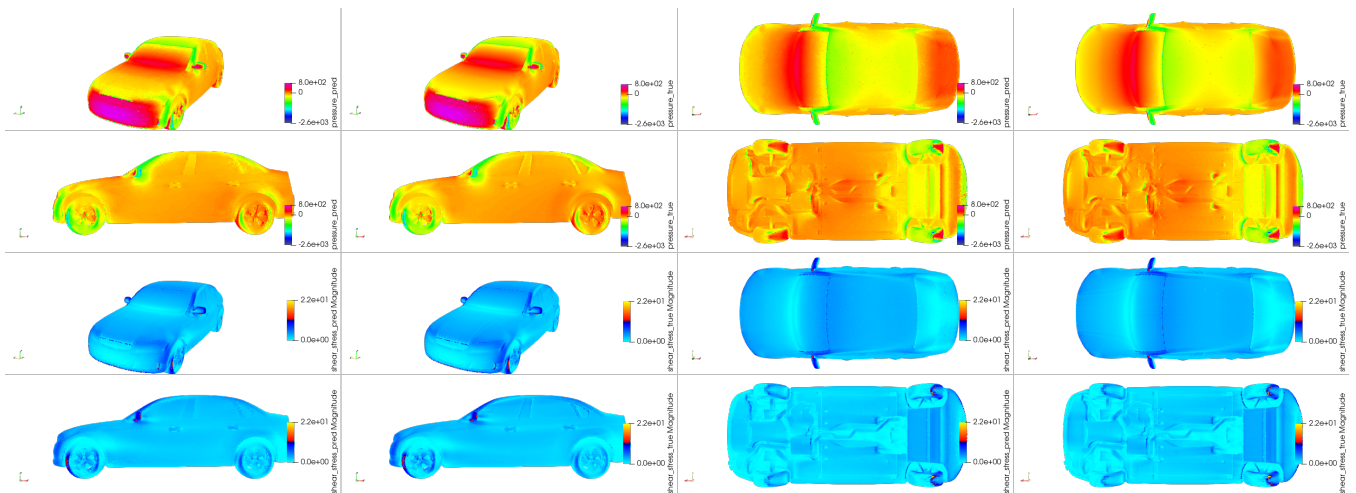 8.0e+02
0
-2.6e+03
pressure_pred
8.0e+02
0
-2.6e+03
pressure_true
8.0e+02
0
-2.6e+03
pressure_pred
8.0e+02
0
-2.6e+03
pressure_true
8.0e+02
0
-2.6e+03
pressure_pred
8.0e+02
0
-2.6e+03
pressure_true
8.0e+02
0
-2.6e+03
pressure_pred
8.0e+02
0
-2.6e+03
pressure_true
2.2e+01
0.0e+00
shear_stress_pred Magnitude
2.2e+01
0.0e+00
shear_stress_true Magnitude
2.2e+01
0.0e+00
shear_stress_pred Magnitude
2.2e+01
0.0e+00
shear_stress_true Magnitude
2.2e+01
0.0e+00
shear_stress_pred Magnitude
2.2e+01
0.0e+00
shear_stress_true Magnitude
2.2e+01
0.0e+00
shear_stress_pred Magnitude
2.2e+01
0.0e+00
shear_stress_true Magnitude